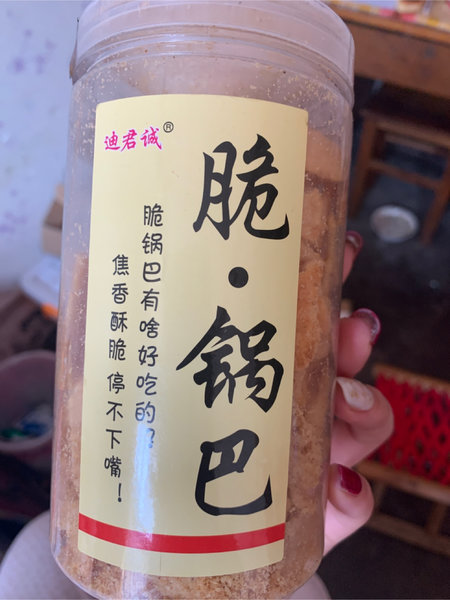 迪君诚®
脆·锅巴
脆锅巴有啥好吃的？
焦香酥脆 停不下嘴！